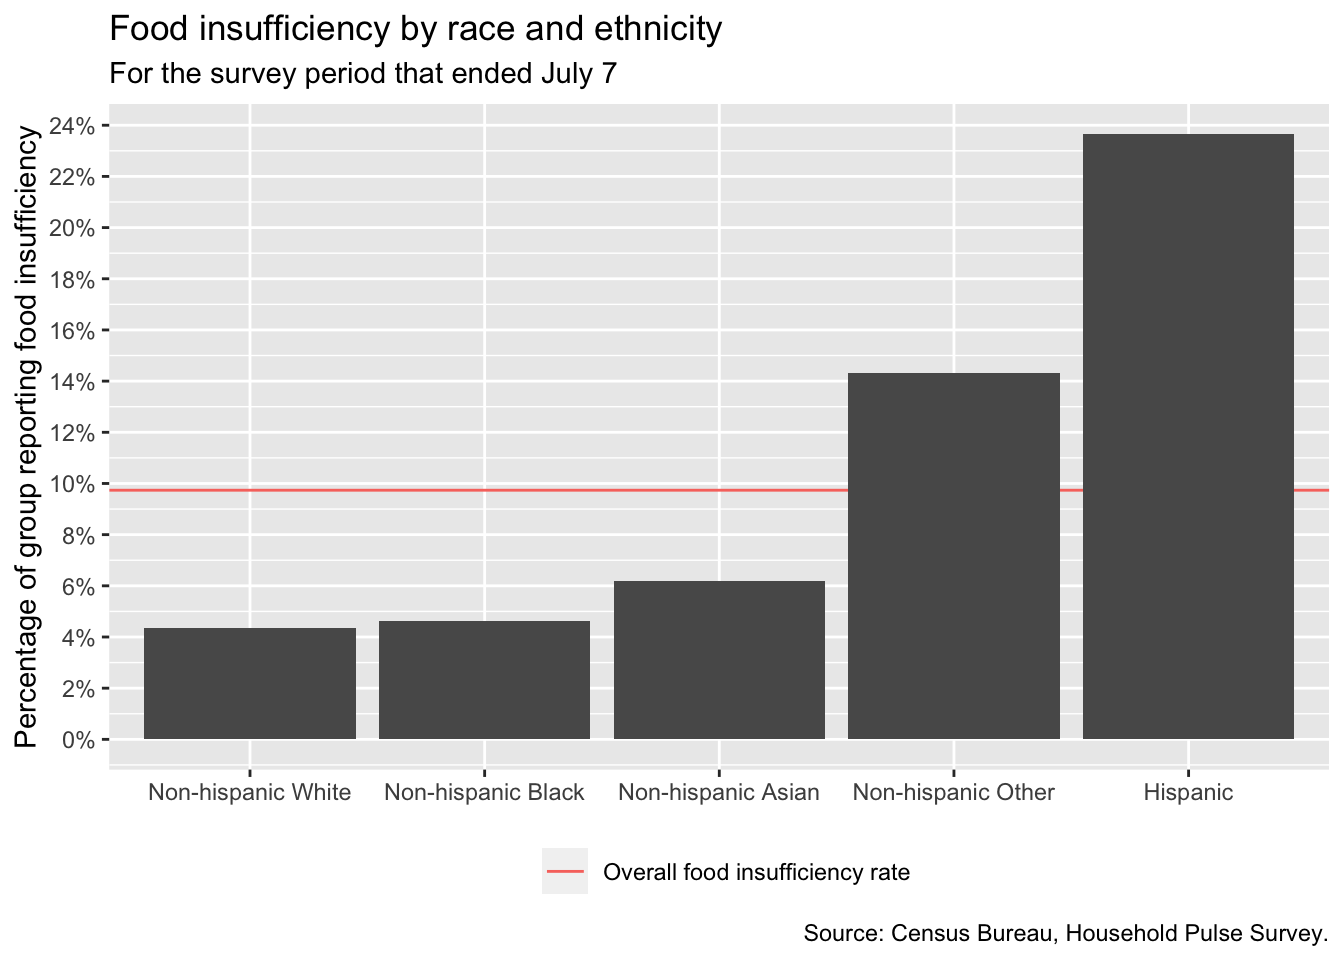 Food insufficiency by race and ethnicity
For the survey period that ended July 7
Percentage of group reporting food insufficiency
24%
22%
20%
18%
16%
14%
12%
10%
8%
6%
4%
2%
0%
Non-hispanic White Non-hispanic Black Non-hispanic Asian Non-hispanic Other Hispanic
Overall food insufficiency rate
Source: Census Bureau, Household Pulse Survey.